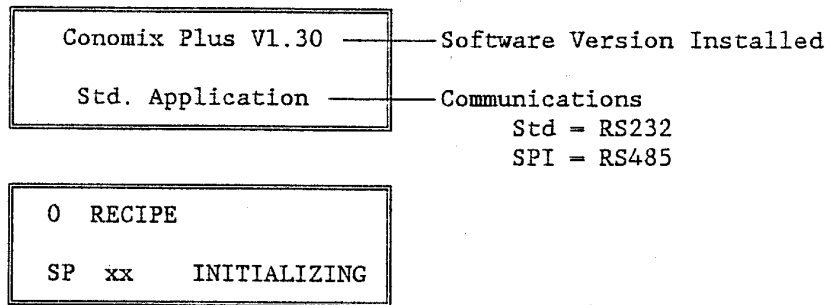 Conomix Plus V1.30 Software Version Installed
Std. Application Communications
Std = RS232
SPI = RS485
0 RECIPE
SP xx INITIALIZING